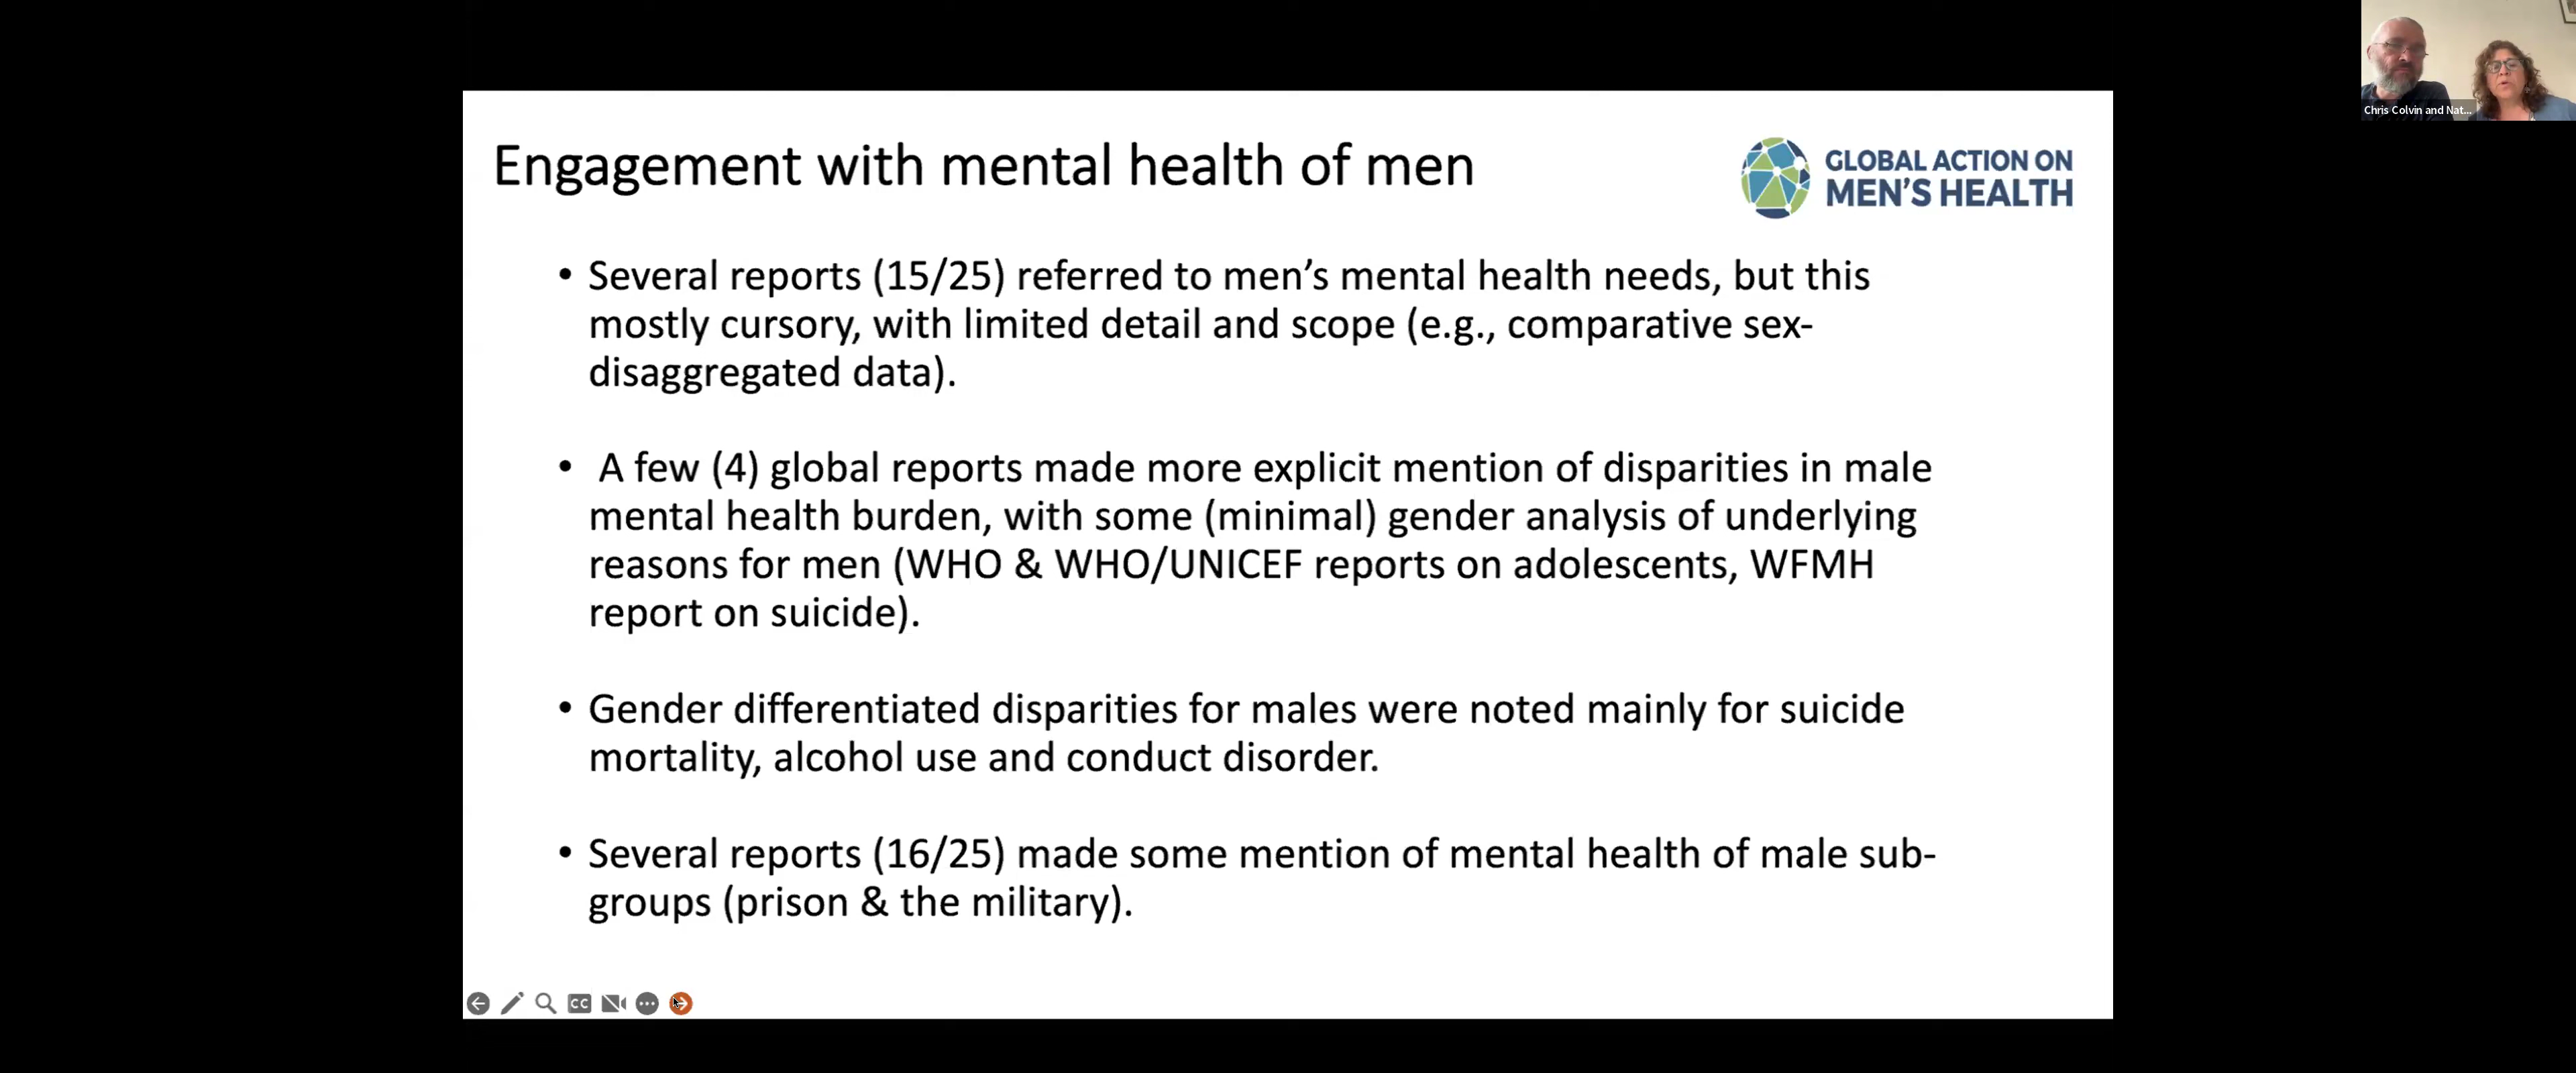 Chris Colvin and Nat...
Engagement with mental health of men
GLOBAL ACTION ON
MEN'S HEALTH
• Several reports (15/25) referred to men's mental health needs, but this
mostly cursory, with limited detail and scope (e.g., comparative sex-
disaggregated data).
• A few (4) global reports made more explicit mention of disparities in male
mental health burden, with some (minimal) gender analysis of underlying
reasons for men (WHO & WHO/UNICEF reports on adolescents, WFMH
report on suicide).
• Gender differentiated disparities for males were noted mainly for suicide
mortality, alcohol use and conduct disorder.
• Several reports (16/25) made some mention of mental health of male sub-
groups (prison & the military).
CC